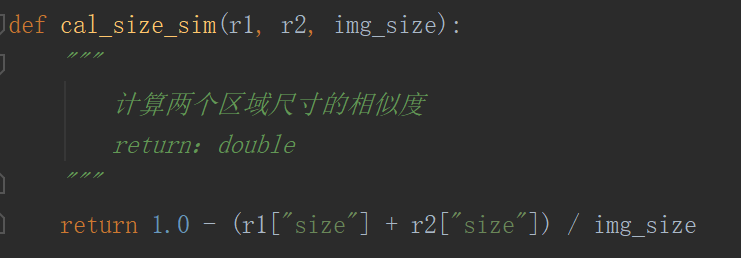 def cal_size_sim(r1, r2, img_size):
"""
计算两个区域尺寸的相似度
return：double
"""
return 1.0 - (r1["size"] + r2["size"]) / img_size